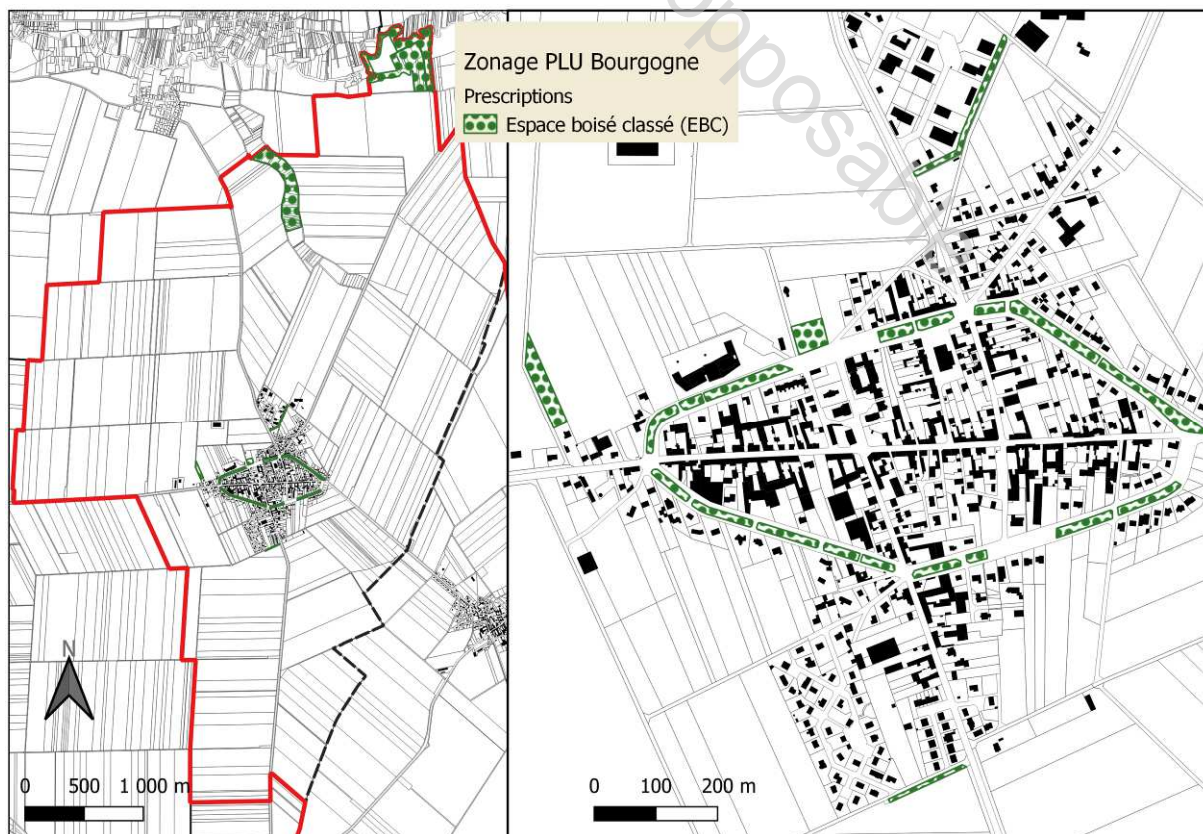 Zonage PLU Bourgogne
Prescriptions
Espace boisé classé (EBC)
N
0 500 1 000 m
0 100 200 m